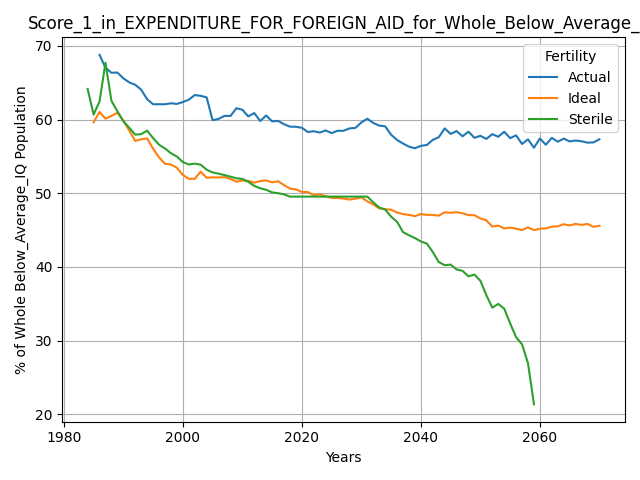 Score_1_in_EXPENDITURE_FOR_FOREIGN_AID_for_Whole_Below_Average_
% of Whole Below_Average_IQ Population
70
60
50
40
30
20
Fertility
Actual
Ideal
Sterile
1980
2000
2020
2040
2060
Years